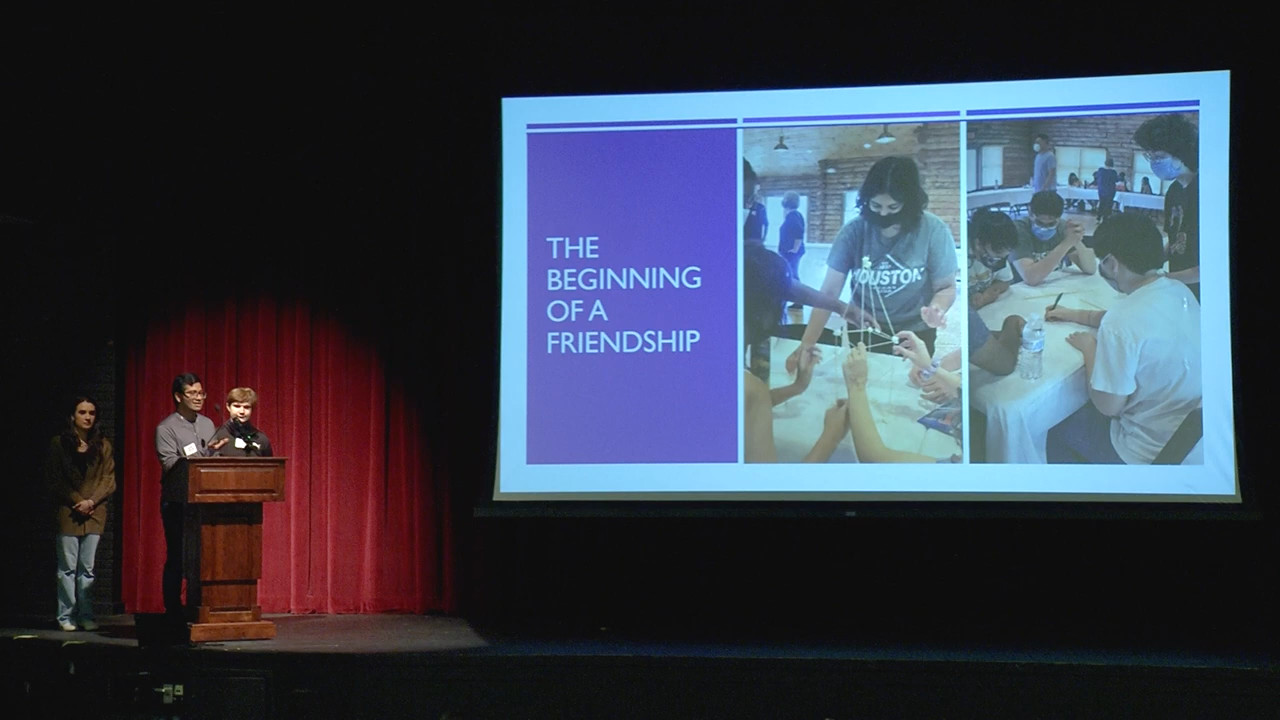 THE
BEGINNING
OF A
FRIENDSHIP
HOUSTON